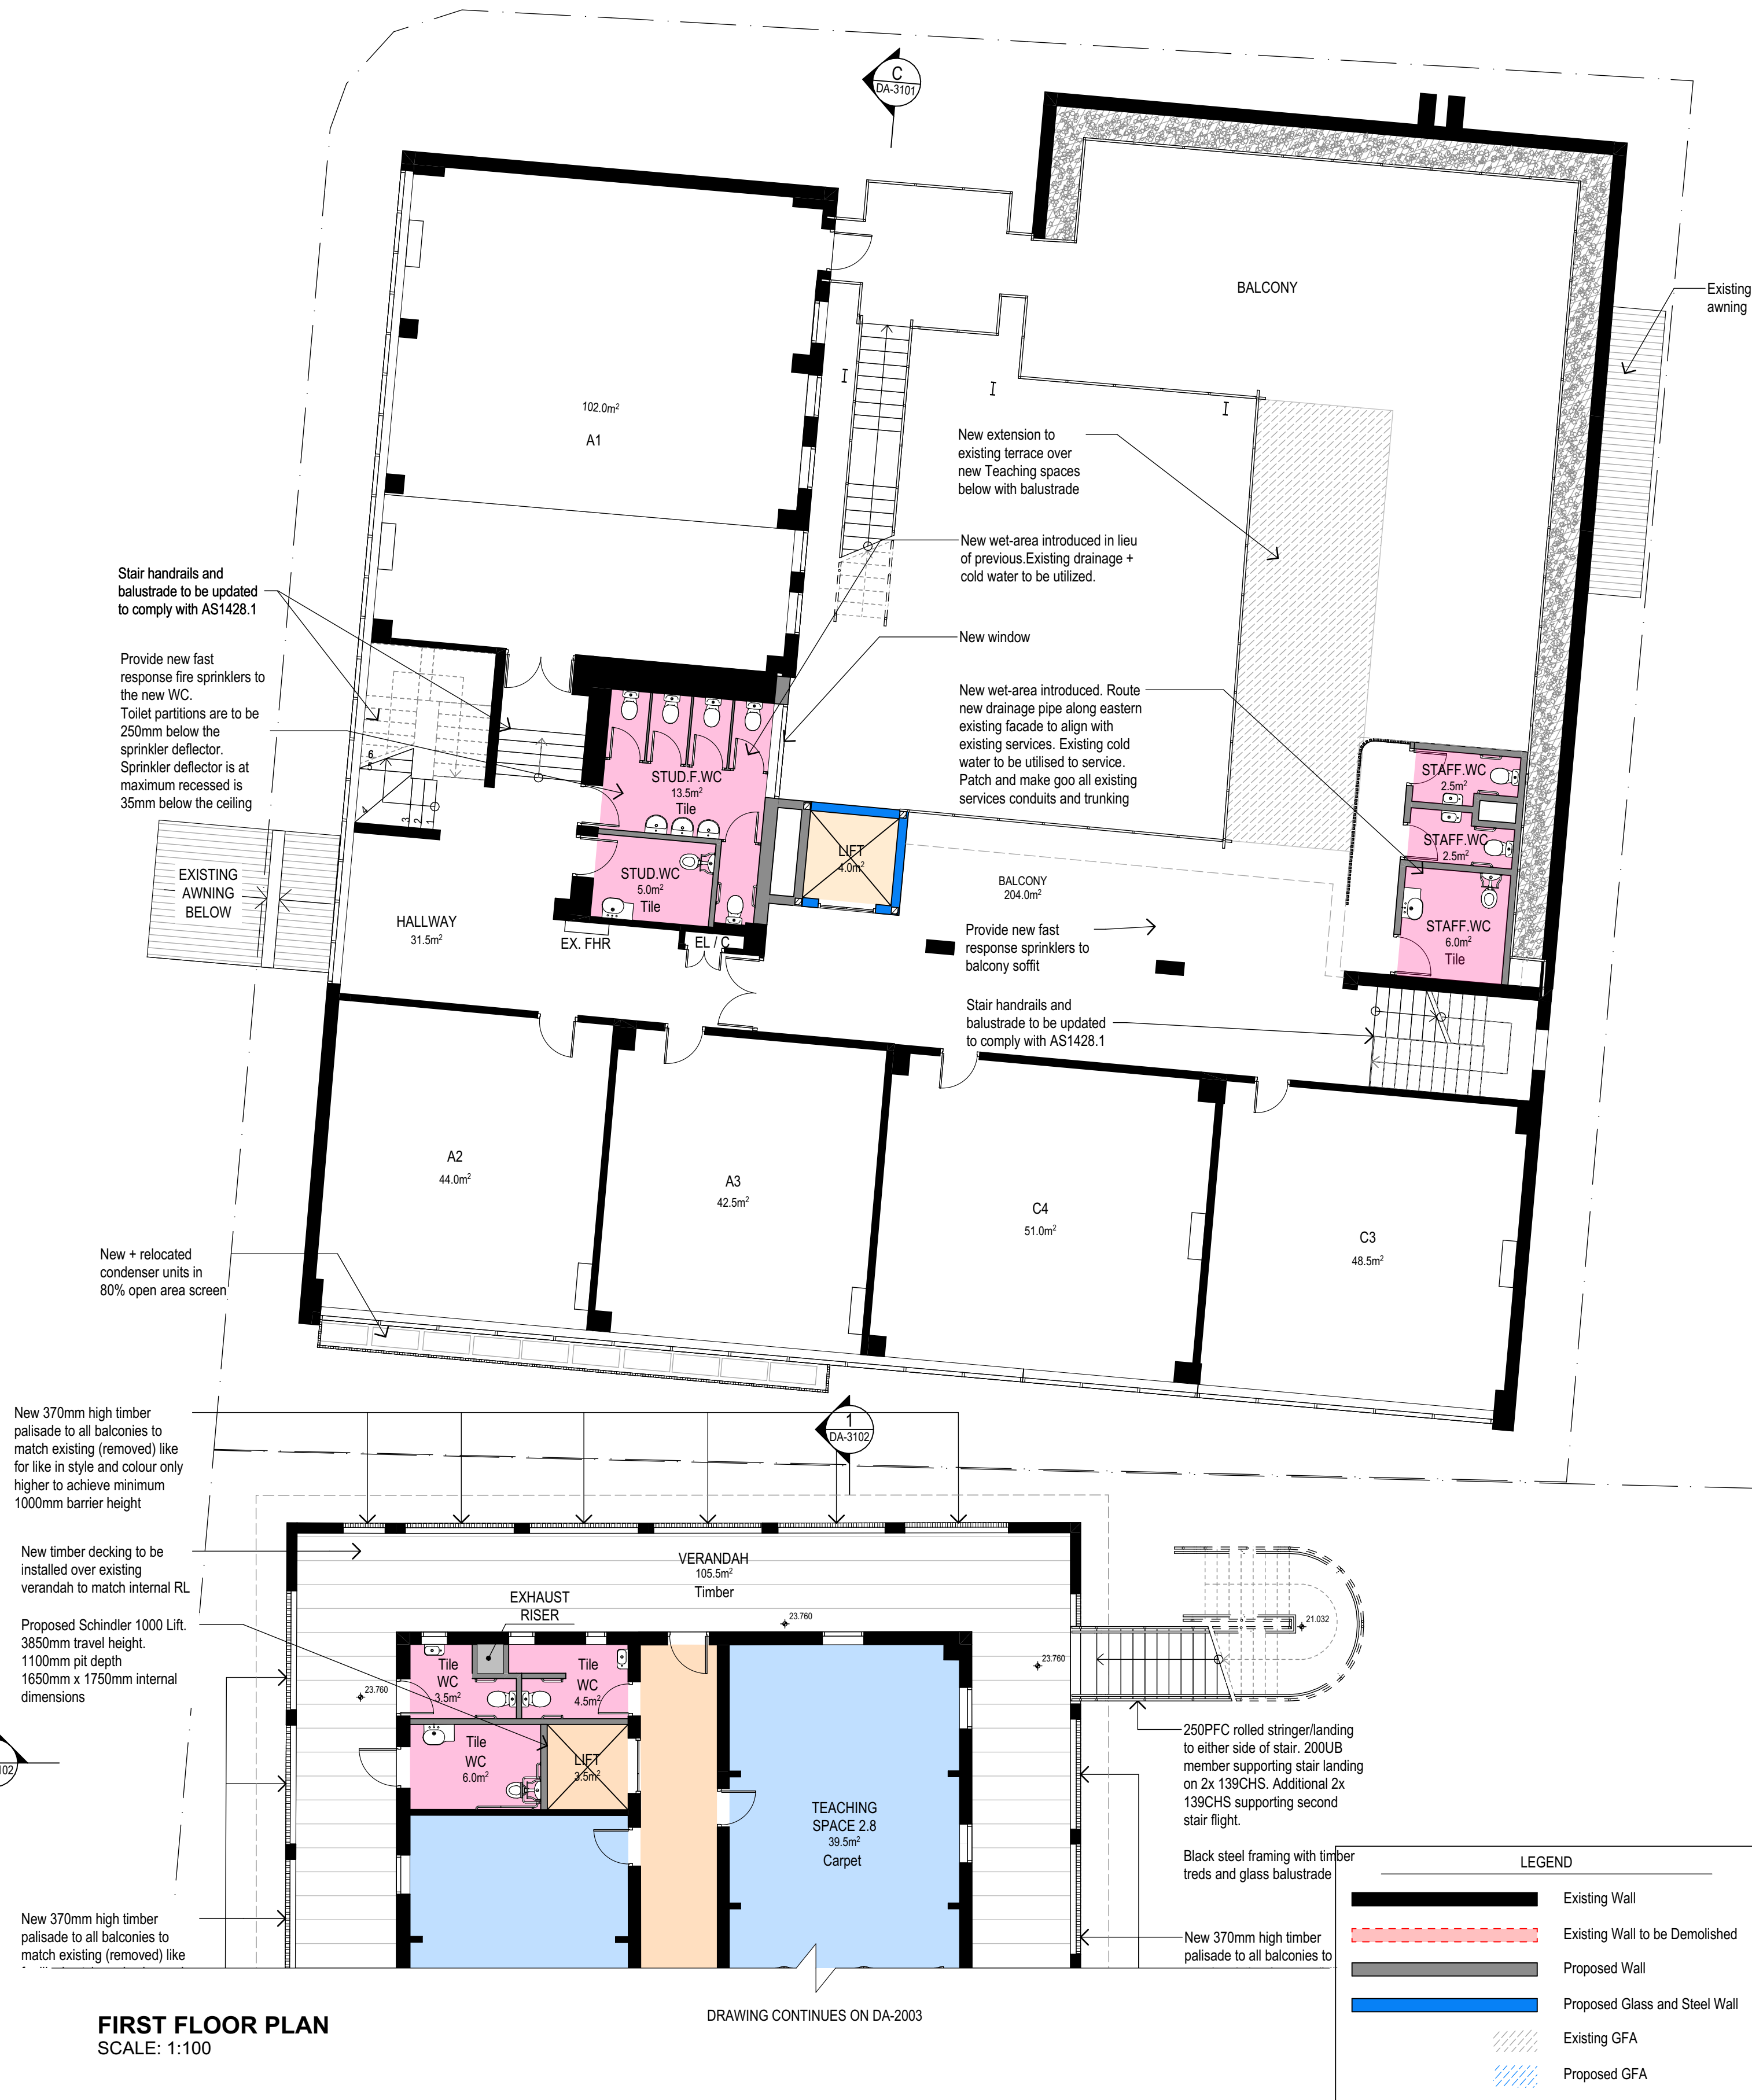 C
DA-3101
BALCONY
Existing
awning
102.0m²
A1
New extension to
existing terrace over
new Teaching spaces
below with balustrade
New wet-area introduced in lieu
of previous.Existing drainage +
cold water to be utilized.
Stair handrails and
balustrade to be updated
to comply with AS1428.1
New window
Provide new fast
response fire sprinklers to
the new WC.
Toilet partitions are to be
250mm below the
sprinkler deflector.
Sprinkler deflector is at
maximum recessed is
35mm below the ceiling
New wet-area introduced. Route
new drainage pipe along eastern
existing facade to align with
existing services. Existing cold
water to be utilised to service.
Patch and make goo all existing
services conduits and trunking
6
5
4
3
2
1
STUD.F.WC
13.5m²
Tile
STAFF.WC
2.5m²
STAFF.WC
2.5m²
LIFT
4.0m²
STUD.WC
5.0m²
Tile
BALCONY
204.0m²
EXISTING
AWNING
BELOW
HALLWAY
31.5m²
EX. FHR
EL / C
Provide new fast
response sprinklers to
balcony soffit
STAFF.WC
6.0m²
Tile
Stair handrails and
balustrade to be updated
to comply with AS1428.1
A2
44.0m²
A3
42.5m²
C4
51.0m²
C3
48.5m²
New + relocated
condenser units in
80% open area screen
New 370mm high timber
palisade to all balconies to
match existing (removed) like
for like in style and colour only
higher to achieve minimum
1000mm barrier height
1
DA-3102
New timber decking to be
installed over existing
verandah to match internal RL
VERANDAH
105.5m²
Timber
EXHAUST
RISER
23.760
21.032
Proposed Schindler 1000 Lift.
3850mm travel height.
1100mm pit depth
1650mm x 1750mm internal
dimensions
Tile
WC
3.5m²
Tile
WC
4.5m²
23.760
23.760
Tile
WC
6.0m²
LIFT
3.5m²
102
250PFC rolled stringer/landing
to either side of stair. 200UB
member supporting stair landing
on 2x 139CHS. Additional 2x
139CHS supporting second
stair flight.
TEACHING
SPACE 2.8
39.5m²
Carpet
Black steel framing with timber
treds and glass balustrade
New 370mm high timber
palisade to all balconies to
match existing (removed) like
New 370mm high timber
palisade to all balconies to
LEGEND
Existing Wall
Existing Wall to be Demolished
Proposed Wall
Proposed Glass and Steel Wall
Existing GFA
Proposed GFA
FIRST FLOOR PLAN
SCALE: 1:100
DRAWING CONTINUES ON DA-2003